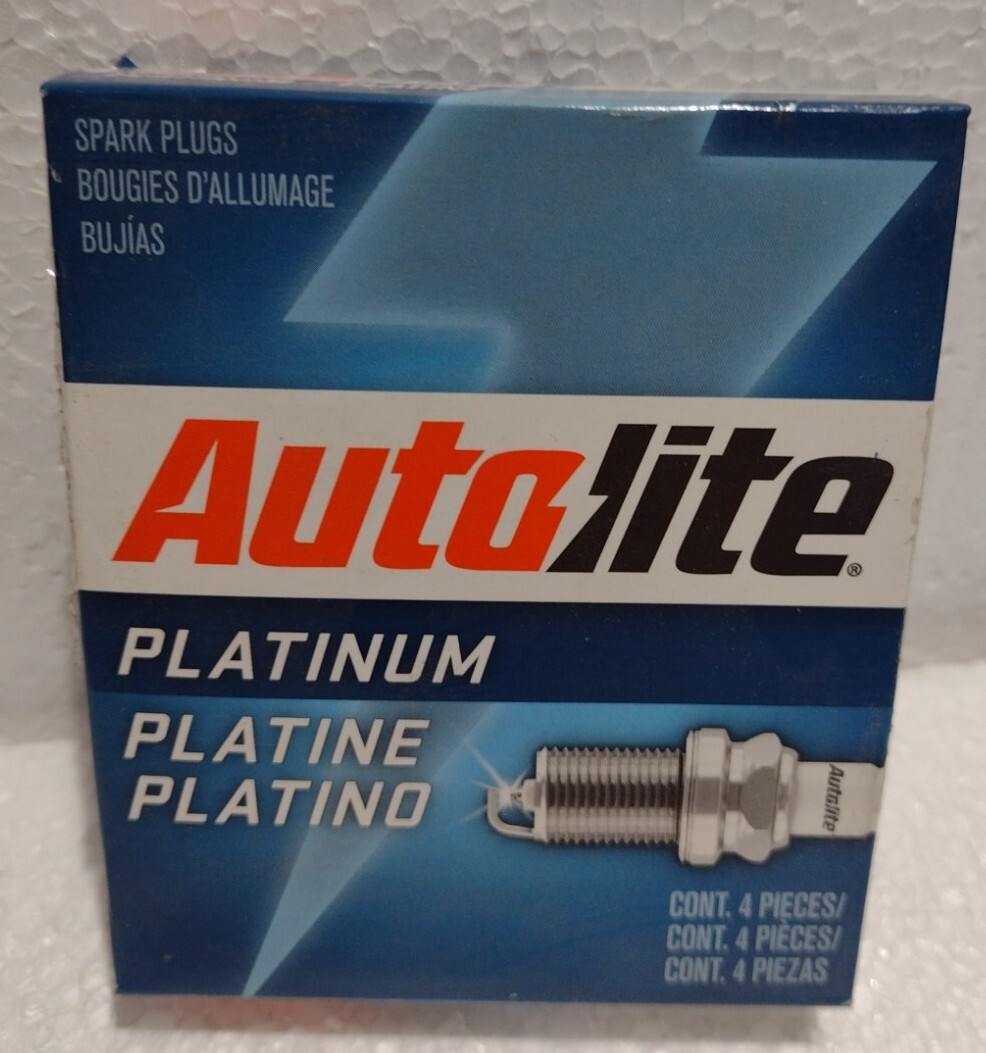 SPARK PLUGS
BOUGIES D'ALLUMAGE
BUJÍAS
Autolite®
PLATINUM
PLATINE
PLATINO
Autolite
CONT. 4 PIECES/
CONT. 4 PIÈCES/
CONT. 4 PIEZAS